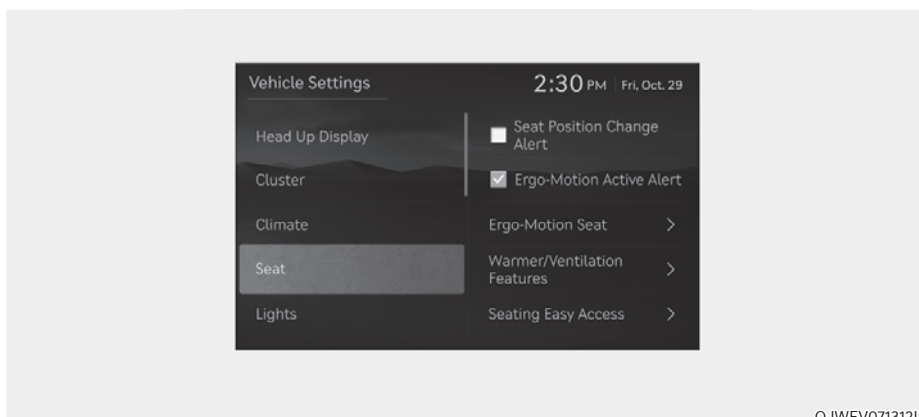 Vehicle Settings
2:30 PM Fri, Oct. 29
Head Up Display
Cluster
Climate
Seat
Lights
Seat Position Change
Alert
Ergo-Motion Active Alert
Ergo-Motion Seat
Warmer/Ventilation
Features
Seating Easy Access